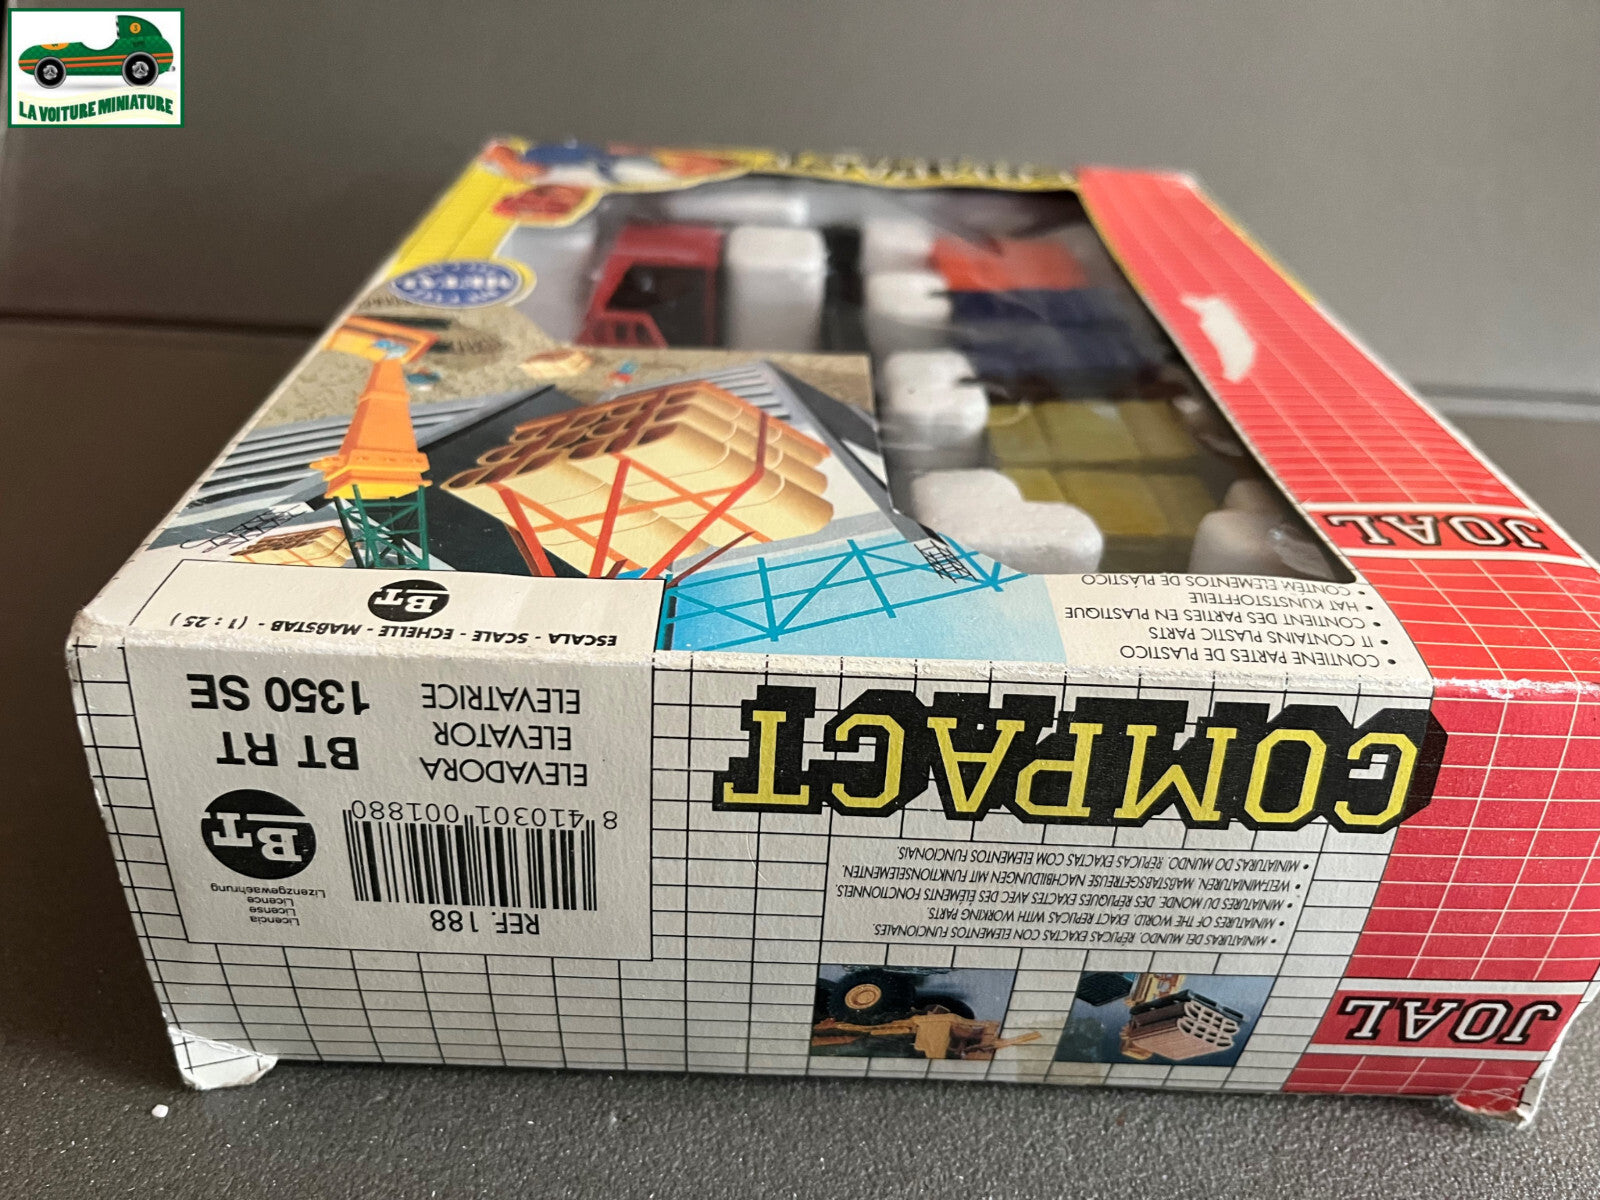 LA VOITURE MINIATURE
METAL
JOAL
• CONTIENE PARTES DE PLASTICO
• IT CONTAINS PLASTIC PARTS
• CONTIENT DES PARTIES EN PLASTIQUE
• HAT KUNSTSTOFFTEILE
• CONTÉM ELEMENTOS DE PLÁSTICO
BT
ESCALA - SCALE - ECHELLE - MAßSTAB - (1 : 25)
JOAL
• MINIATURAS DEL MUNDO. RÉPLICAS EXACTAS CON ELEMENTOS FUNCIONALES.
• MINIATURES OF THE WORLD. EXACT REPLICAS WITH WORKING PARTS.
• MINIATURES DU MONDE. DES RÉPLIQUES EXACTES AVEC DES ÉLÉMENTS FONCTIONNELS.
• WELTMINIATUREN. MAßSTABSGETREUE NACHBILDUNGEN MIT FUNKTIONSELEMENTEN.
• MINIATURAS DO MUNDO. RÉPLICAS EXACTAS COM ELEMENTOS FUNCIONAIS.
COMPACT
REF. 188
8 410301 001880
Licencia
License
Licence
Lizenzgewaehrung
BT
ELEVADORA
ELEVATOR
ELEVATRICE
BT RT
1350 SE